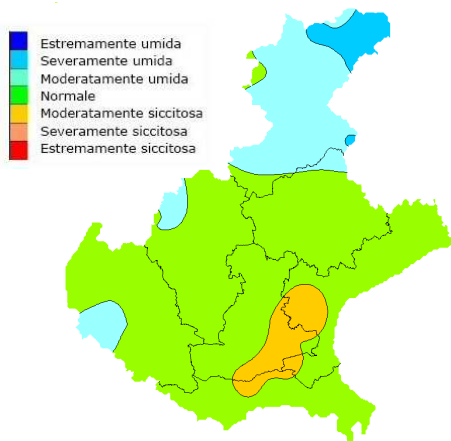 Estremamente umida
Severamente umida
Moderatamente umida
Normale
Moderatamente siccitosa
Severamente siccitosa
Estremamente siccitosa